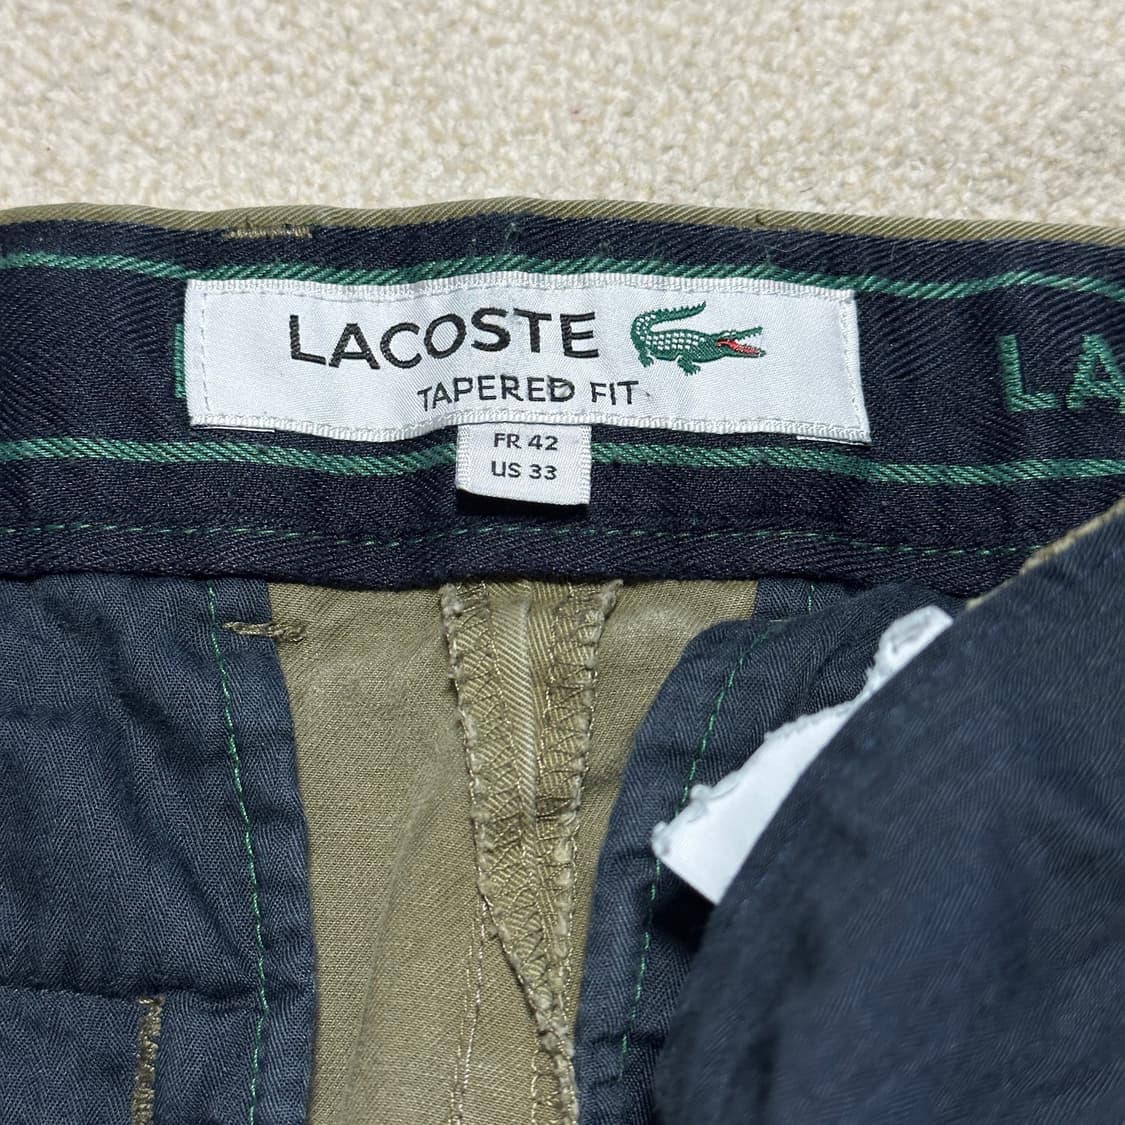 LACOSTE
TAPERED FIT
FR 42
US 33
LA